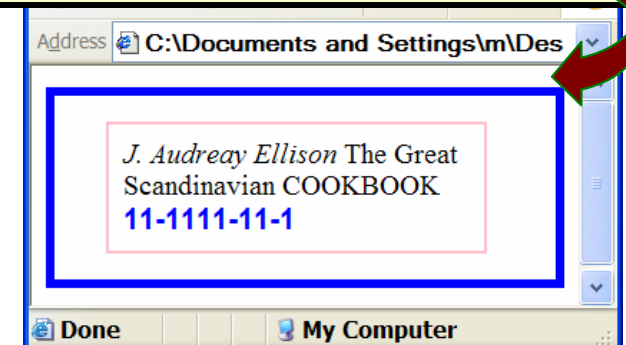 Address C:\Documents and Settings\m\Des
J. Audreay Ellison The Great
Scandinavian COOKBOOK
11-1111-11-1
Done My Computer